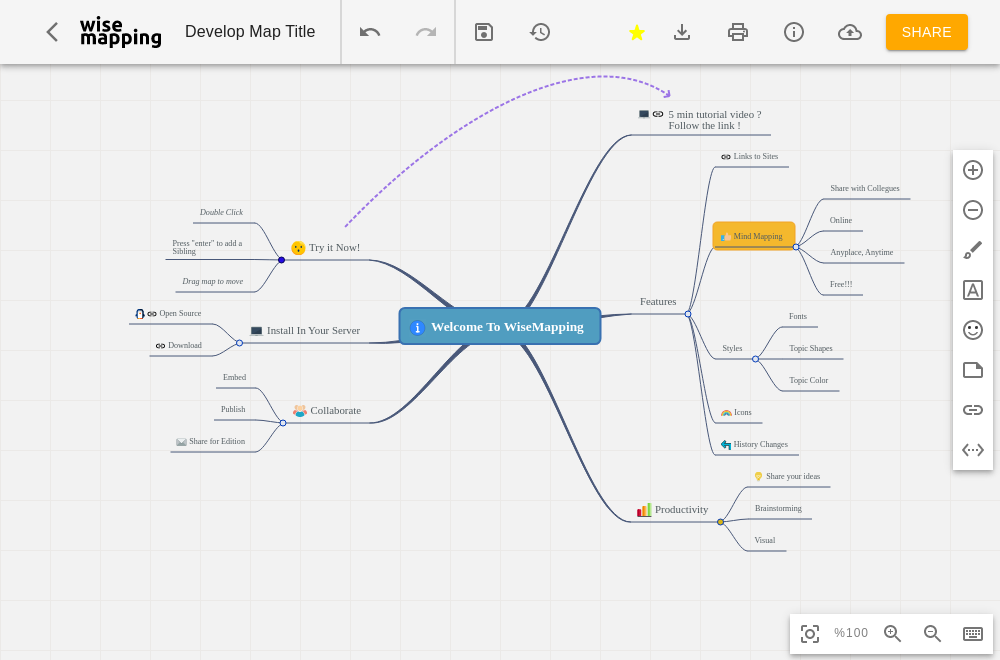 wise
mapping
Develop Map Title
SHARE
5 min tutorial video ?
Follow the link !
Links to Sites
Share with Collegues
Mind Mapping
Online
Anyplace, Anytime
Free!!!
Features
Fonts
Styles
Topic Shapes
Topic Color
Icons
History Changes
Share your ideas
Productivity
Brainstorming
Visual
Welcome To WiseMapping
Double Click
Press "enter" to add a
Sibling
Try it Now!
Drag map to move
Open Source
Install In Your Server
Download
Embed
Publish
Collaborate
Share for Edition
%100